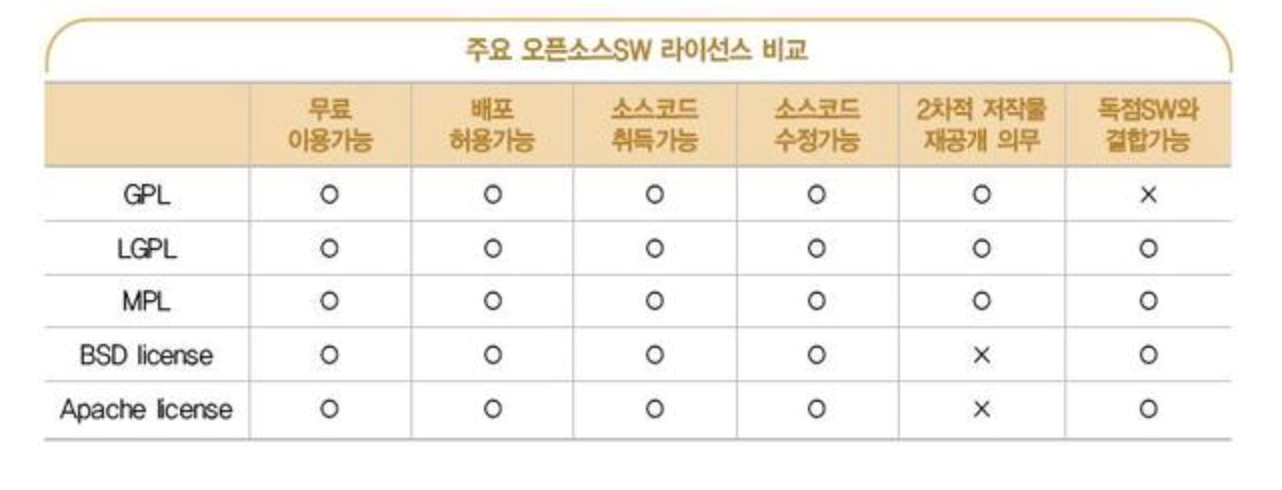 주요 오픈소스SW 라이선스 비교
무료 이용가능 배포 허용가능 소스코드 취득가능 소스코드 수정가능 2차적 저작물 재공개 의무 독점SW와 결합가능
GPL ○ ○ ○ ○ ○ ×
LGPL ○ ○ ○ ○ ○ ○
MPL ○ ○ ○ ○ ○ ○
BSD license ○ ○ ○ ○ × ○
Apache license ○ ○ ○ ○ × ○